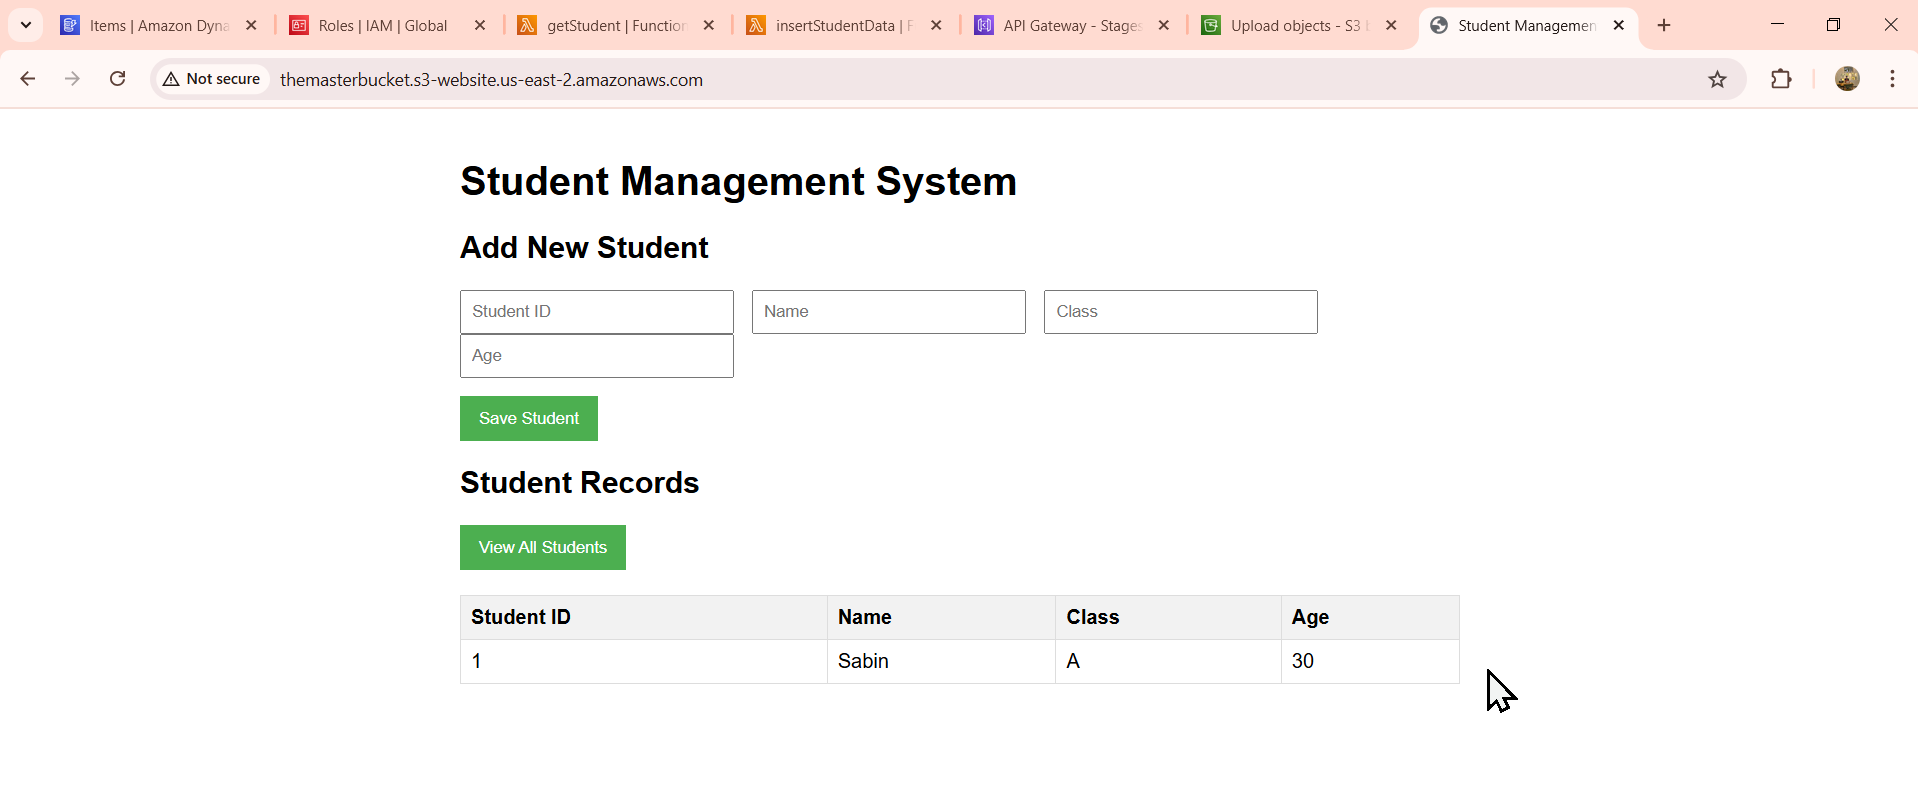 Items | Amazon Dyna
Roles | IAM | Global
getStudent | Function
insertStudentData | F
API Gateway - Stages
Upload objects - S3 b
Student Managemen
Not secure themasterbucket.s3-website.us-east-2.amazonaws.com
Student Management System
Add New Student
Student ID Name Class
Age
Save Student
Student Records
View All Students
Student ID Name Class Age
1 Sabin A 30